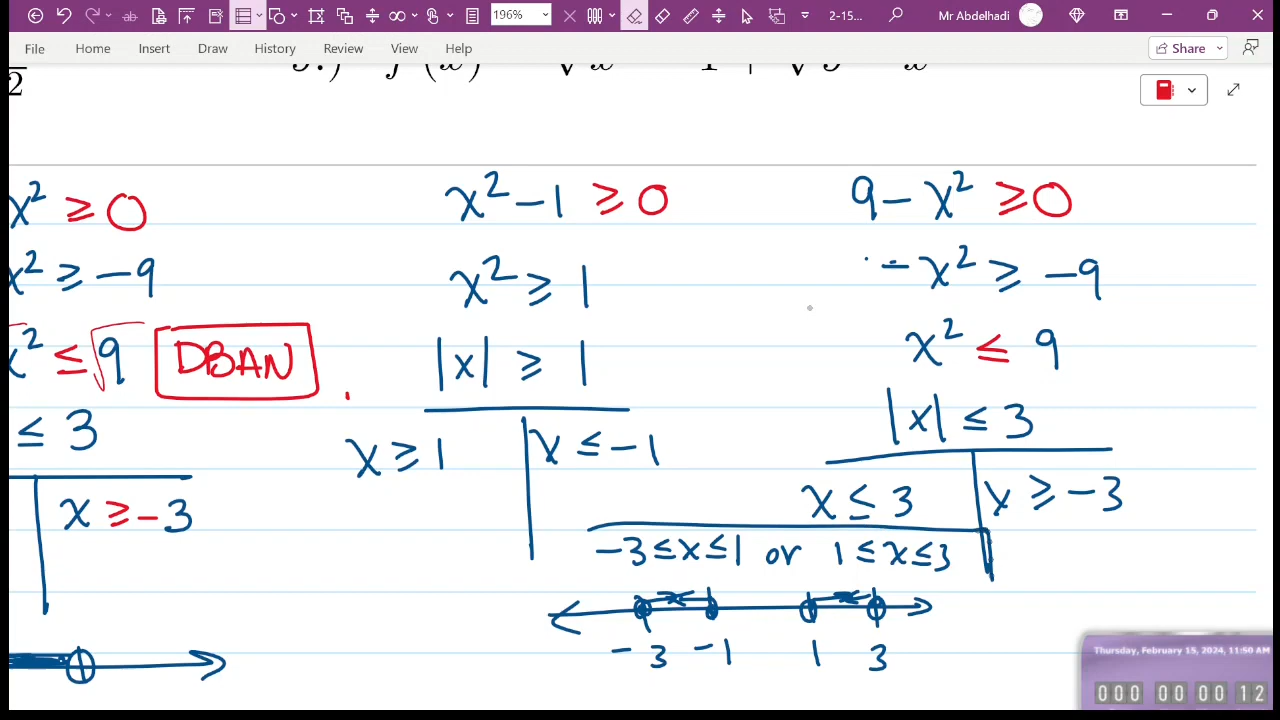 196%
2-15...
Mr Abdelhadi
File Home Insert Draw History Review View Help
Share
2
x² ≥ 0
x² ≥ -9
x² ≤ √9
DBAN
≤ 3
x ≥ -3
x² - 1 ≥ 0
x² ≥ 1
|x| ≥ 1
x ≥ 1
x ≤ -1
9 - x² ≥ 0
- x² ≥ -9
x² ≤ 9
|x| ≤ 3
x ≤ 3
x ≥ -3
-3 ≤ x ≤ 1 or 1 ≤ x ≤ 3
x x
-3 -1 1 3
Thursday, February 15, 2024, 11:50 AM
000 00 00 12